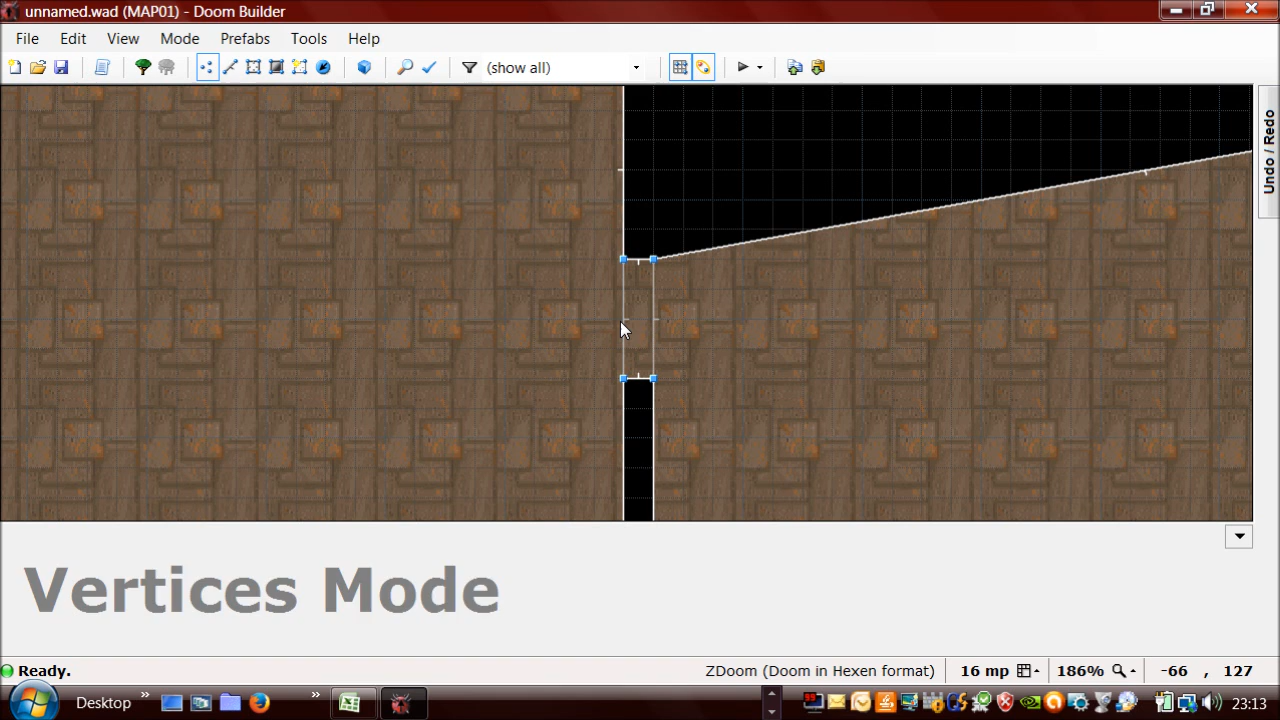 unnamed.wad (MAP01) - Doom Builder
File Edit View Mode Prefabs Tools Help
(show all)
Undo / Redo
Vertices Mode
Ready.
ZDoom (Doom in Hexen format) 16 mp 186% -66 , 127
Desktop » » 23:13